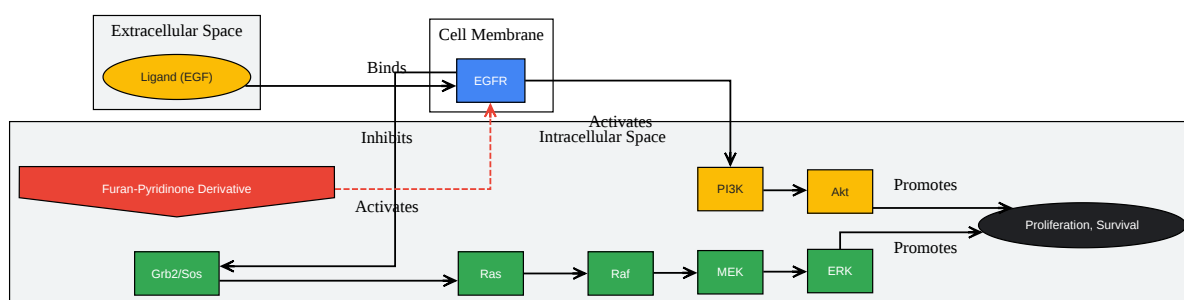 Extracellular Space
Cell Membrane
Ligand (EGF)
Binds
EGFR
Activates
Inhibits
Intracellular Space
Furan-Pyridinone Derivative
PI3K
Akt
Promotes
Activates
Proliferation, Survival
Promotes
Grb2/Sos
Ras
Raf
MEK
ERK